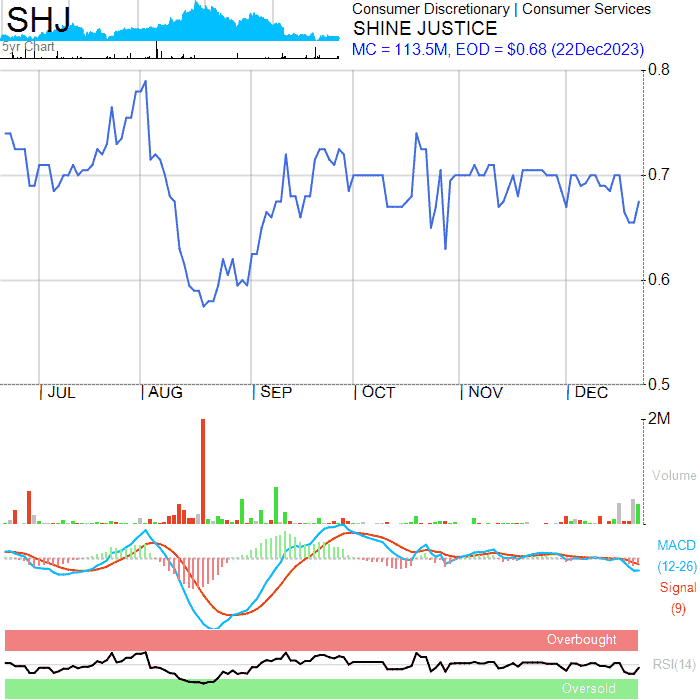 SHJ
5yr Chart
Consumer Discretionary | Consumer Services
SHINE JUSTICE
MC = 113.5M, EOD = $0.68 (22Dec2023)
0.8
0.7
0.6
0.5
JUL
AUG
SEP
OCT
NOV
DEC
2M
Volume
MACD
(12-26)
Signal
(9)
Overbought
RSI(14)
Oversold